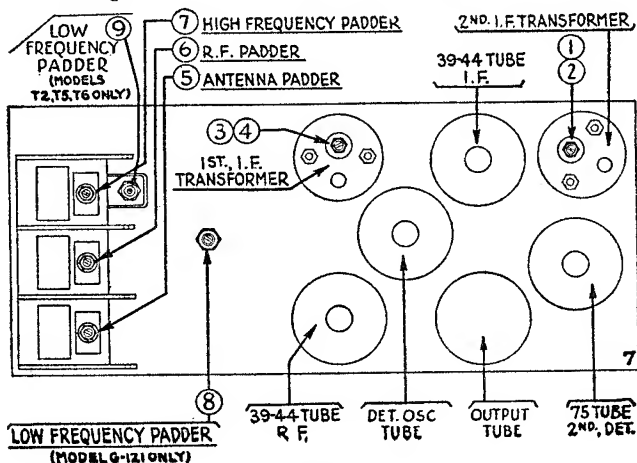 LOW
FREQUENCY
PADDER
(MODELS
T2,T5,T6 ONLY)
9
7 HIGH FREQUENCY PADDER
6 R.F. PADDER
5 ANTENNA PADDER
39-44 TUBE
I.F.
2ND. I.F. TRANSFORMER
1
2
3 4
1ST., I.F.
TRANSFORMER
7
8
LOW FREQUENCY PADDER
(MODEL G-121 ONLY)
39-44 TUBE
R F.
DET. OSC
TUBE
OUTPUT
TUBE
75 TUBE
2ND., DET.